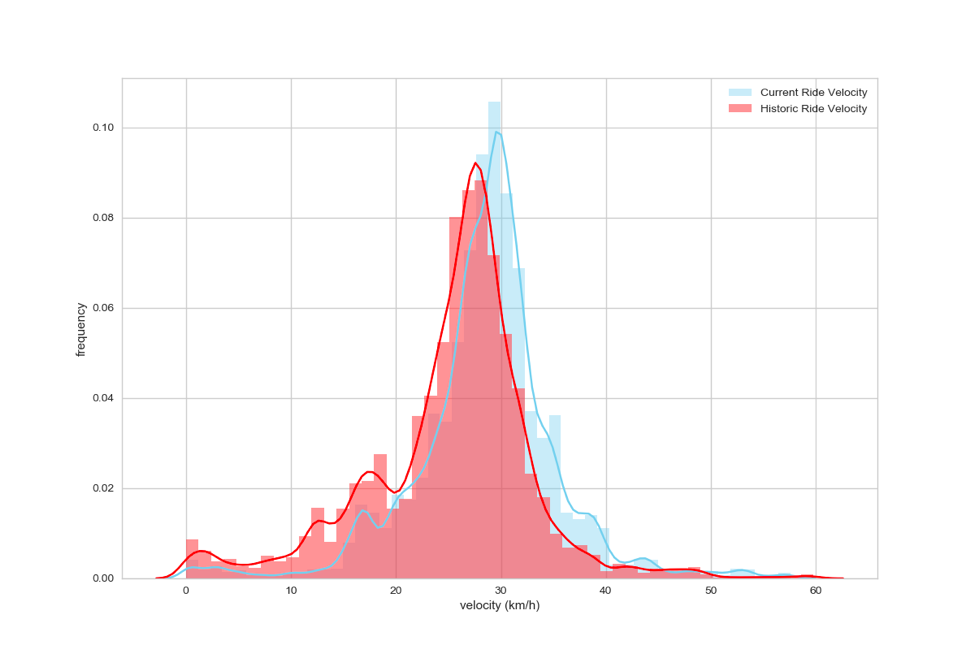 Current Ride Velocity
Historic Ride Velocity
0.10
0.08
0.06
0.04
0.02
0.00
frequency
0 10 20 30 40 50 60
velocity (km/h)